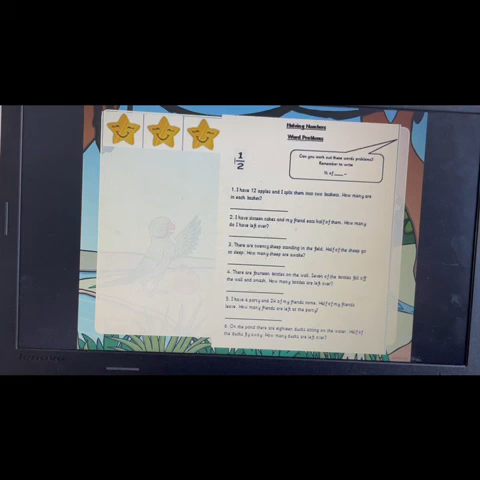 Halving Numbers
Word Problems
1
2
Can you work out these words problems?
Remember to write
½ of ____ =
1. I have 12 apples and I split them into two baskets. How many are
in each basket?
2. I have sixteen cakes and my friend eats half of them. How many
do I have left over?
3. There are twenty sheep standing in the field. Half of the sheep go
to sleep. How many sheep are awake?
4. There are fourteen bottles on the wall. Seven of the bottles fall off
the wall and smash. How many bottles are left over?
5. I have a party and 24 of my friends come. Half of my friends
leave. How many friends are left at the party?
6. On the pond there are eighteen ducks sitting on the water. Half of
the ducks fly away. How many ducks are left over?